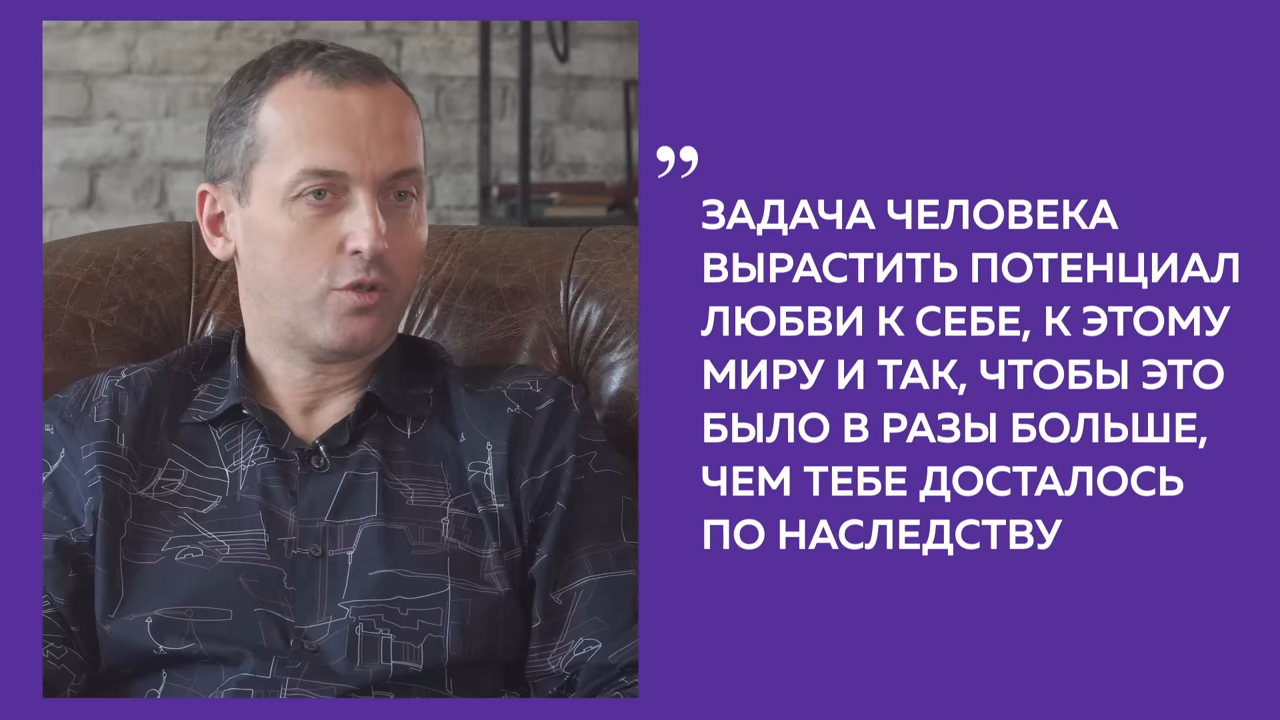 ”
ЗАДАЧА ЧЕЛОВЕКА
ВЫРАСТИТЬ ПОТЕНЦИАЛ
ЛЮБВИ К СЕБЕ, К ЭТОМУ
МИРУ И ТАК, ЧТОБЫ ЭТО
БЫЛО В РАЗЫ БОЛЬШЕ,
ЧЕМ ТЕБЕ ДОСТАЛОСЬ
ПО НАСЛЕДСТВУ